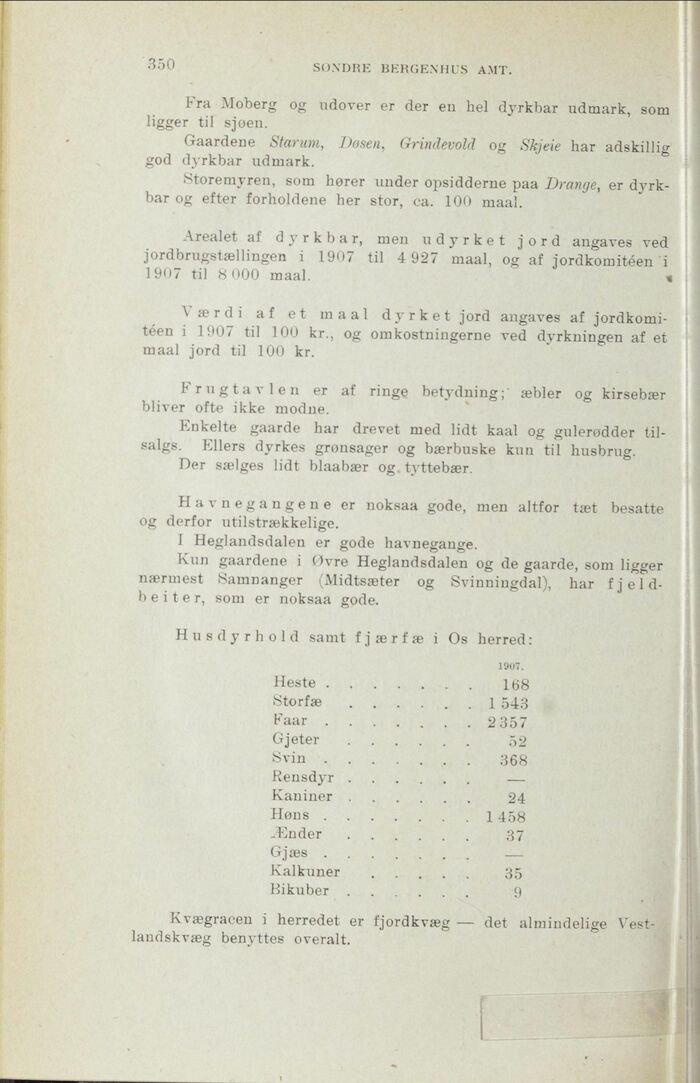 350
SØNDRE BERGENHUS AMT.
Fra Moberg og udover er der en hel dyrkbar udmark, som
ligger til sjøen.
Gaardene Starum, Døsen, Grindevold og Skjeie har adskillig
god dyrkbar udmark.
Storemyren, som hører under opsidderne paa Drange, er dyrk-
bar og efter forholdene her stor, ca. 100 maal.
Arealet af dyrkbar, men udyrket jord angaves ved
jordbrugstællingen i 1907 til 4 927 maal, og af jordkomitéen i
1907 til 8 000 maal.
Værdi af et maal dyrket jord angaves af jordkomi-
téen i 1907 til 100 kr., og omkostningerne ved dyrkningen af et
maal jord til 100 kr.
Frugtavlen er af ringe betydning; æbler og kirsebær
bliver ofte ikke modne.
Enkelte gaarde har drevet med lidt kaal og gulerødder til-
salgs. Ellers dyrkes grønsager og bærbuske kun til husbrug.
Der sælges lidt blaabær og tyttebær.
Havnegangene er noksaa gode, men altfor tæt besatte
og derfor utilstrækkelige.
I Heglandsdalen er gode havnegange.
Kun gaardene i Øvre Heglandsdalen og de gaarde, som ligger
nærmest Samnanger (Midtsæter og Svinningdal), har fjeld-
beiter, som er noksaa gode.
Husdyrhold samt fjærfæ i Os herred:
1907.
Heste . . . . . . . 168
Storfæ . . . . . . 1 543
Faar . . . . . . . 2 357
Gjeter . . . . . . 52
Svin . . . . . . . 368
Rensdyr . . . . . . —
Kaniner . . . . . . 24
Høns . . . . . . . 1 458
Ænder . . . . . . 37
Gjæs . . . . . . . —
Kalkuner . . . . . 35
Bikuber . . . . . . 9
Kvægracen i herredet er fjordkvæg — det almindelige Vest-
landskvæg benyttes overalt.